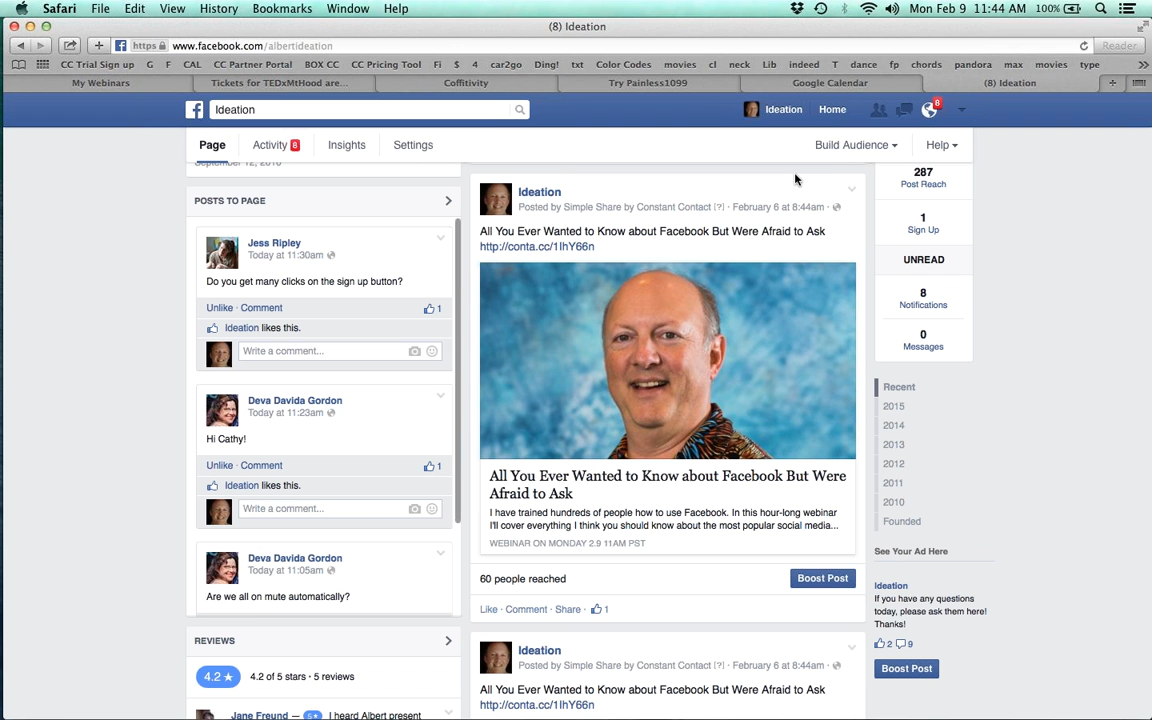 Safari File Edit View History Bookmarks Window Help Mon Feb 9 11:44 AM 100%
(8) Ideation
https www.facebook.com/albertideation Reader
CC Trial Sign up G F CAL CC Partner Portal BOX CC CC Pricing Tool Fi $ 4 car2go Ding! txt Color Codes movies cl neck Lib indeed T dance fp chords pandora max movies type
My Webinars Tickets for TEDxMtHood are... Coffitivity Try Painless1099 Google Calendar (8) Ideation
Ideation Ideation Home 8
Page Activity 8 Insights Settings Build Audience Help
September 12, 2010
POSTS TO PAGE
Jess Ripley
Today at 11:30am
Do you get many clicks on the sign up button?
Unlike · Comment 1
Ideation likes this.
Write a comment...
Deva Davida Gordon
Today at 11:23am
Hi Cathy!
Unlike · Comment 1
Ideation likes this.
Write a comment...
Deva Davida Gordon
Today at 11:05am
Are we all on mute automatically?
REVIEWS
4.2 ★ 4.2 of 5 stars · 5 reviews
Jane Freund — 5★ I heard Albert present
Ideation
Posted by Simple Share by Constant Contact [?] · February 6 at 8:44am ·
All You Ever Wanted to Know about Facebook But Were Afraid to Ask
http://conta.cc/1IhY66n
All You Ever Wanted to Know about Facebook But Were
Afraid to Ask
I have trained hundreds of people how to use Facebook. In this hour-long webinar
I'll cover everything I think you should know about the most popular social media...
WEBINAR ON MONDAY 2.9 11AM PST
60 people reached Boost Post
Like · Comment · Share · 1
Ideation
Posted by Simple Share by Constant Contact [?] · February 6 at 8:44am ·
All You Ever Wanted to Know about Facebook But Were Afraid to Ask
http://conta.cc/1IhY66n
287
Post Reach
1
Sign Up
UNREAD
8
Notifications
0
Messages
Recent
2015
2014
2013
2012
2011
2010
Founded
See Your Ad Here
Ideation
If you have any questions
today, please ask them here!
Thanks!
2 9
Boost Post